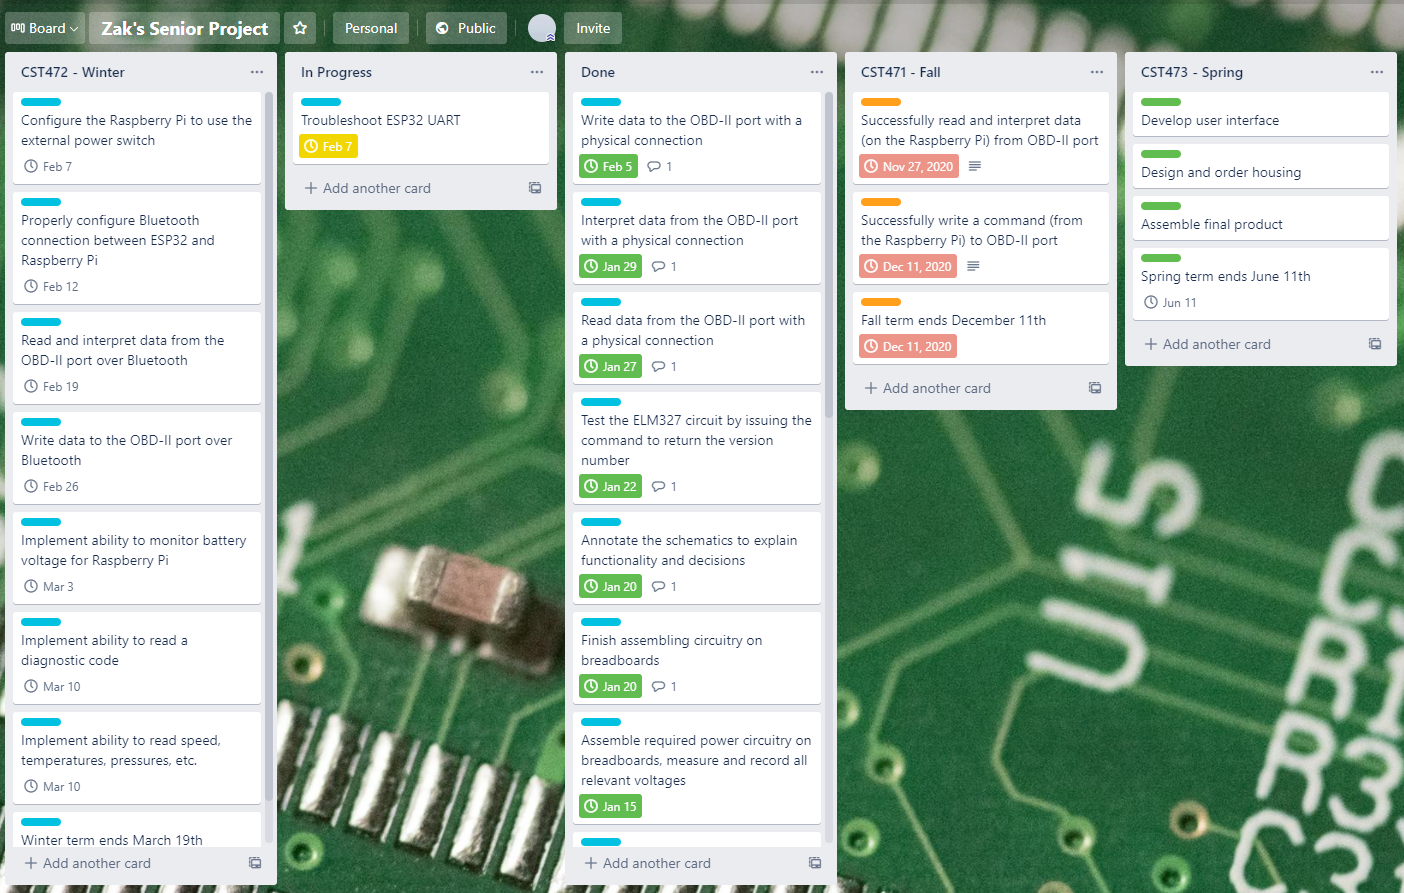 Board
Zak's Senior Project
Personal
Public
Invite
CST472 - Winter
Configure the Raspberry Pi to use the
external power switch
Feb 7
Properly configure Bluetooth
connection between ESP32 and
Raspberry Pi
Feb 12
Read and interpret data from the
OBD-II port over Bluetooth
Feb 19
Write data to the OBD-II port over
Bluetooth
Feb 26
Implement ability to monitor battery
voltage for Raspberry Pi
Mar 3
Implement ability to read a
diagnostic code
Mar 10
Implement ability to read speed,
temperatures, pressures, etc.
Mar 10
Winter term ends March 19th
Add another card
In Progress
Troubleshoot ESP32 UART
Feb 7
Add another card
Done
Write data to the OBD-II port with a
physical connection
Feb 5
1
Interpret data from the OBD-II port
with a physical connection
Jan 29
1
Read data from the OBD-II port with
a physical connection
Jan 27
1
Test the ELM327 circuit by issuing the
command to return the version
number
Jan 22
1
Annotate the schematics to explain
functionality and decisions
Jan 20
1
Finish assembling circuitry on
breadboards
Jan 20
1
Assemble required power circuitry on
breadboards, measure and record all
relevant voltages
Jan 15
Add another card
CST471 - Fall
Successfully read and interpret data
(on the Raspberry Pi) from OBD-II port
Nov 27, 2020
Successfully write a command (from
the Raspberry Pi) to OBD-II port
Dec 11, 2020
Fall term ends December 11th
Dec 11, 2020
Add another card
CST473 - Spring
Develop user interface
Design and order housing
Assemble final product
Spring term ends June 11th
Jun 11
Add another card
U15